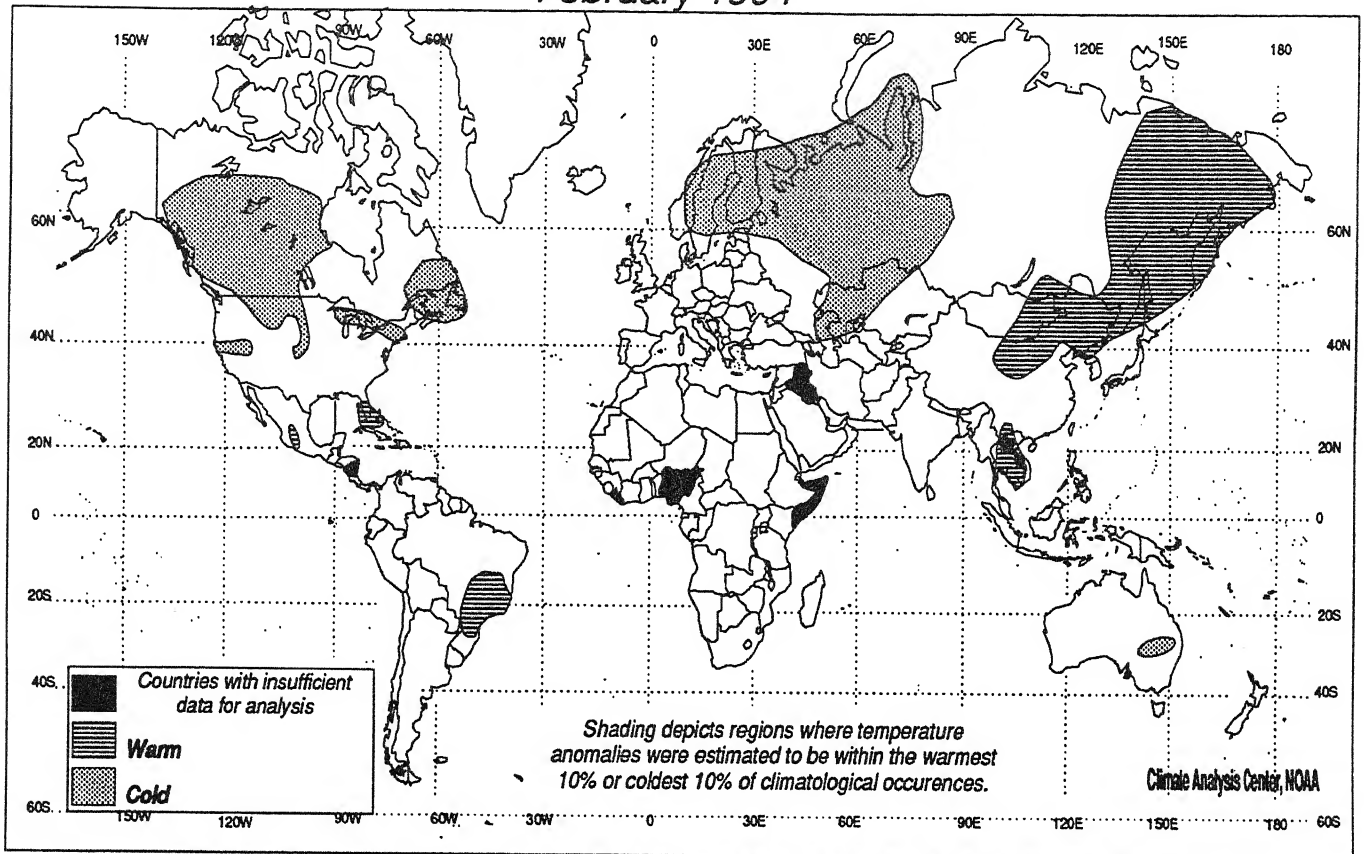 150W 120W 90W 60W 30W 0 30E 60E 90E 120E 150E 180
60N 60N
40N 40N
20N 20N
0 0
20S 20S
40S 40S
Countries with insufficient
data for analysis
Warm
Cold
Shading depicts regions where temperature
anomalies were estimated to be within the warmest
10% or coldest 10% of climatological occurences.
Climate Analysis Center, NOAA
60S 60S
150W 120W 90W 60W 30W 0 30E 60E 90E 120E 150E 180